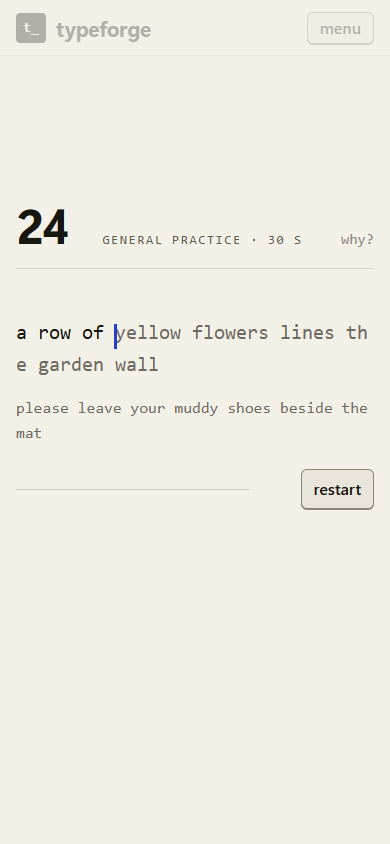 t_ typeforge menu
24 GENERAL PRACTICE · 30 S why?
a row of yellow flowers lines th
e garden wall
please leave your muddy shoes beside the
mat
restart